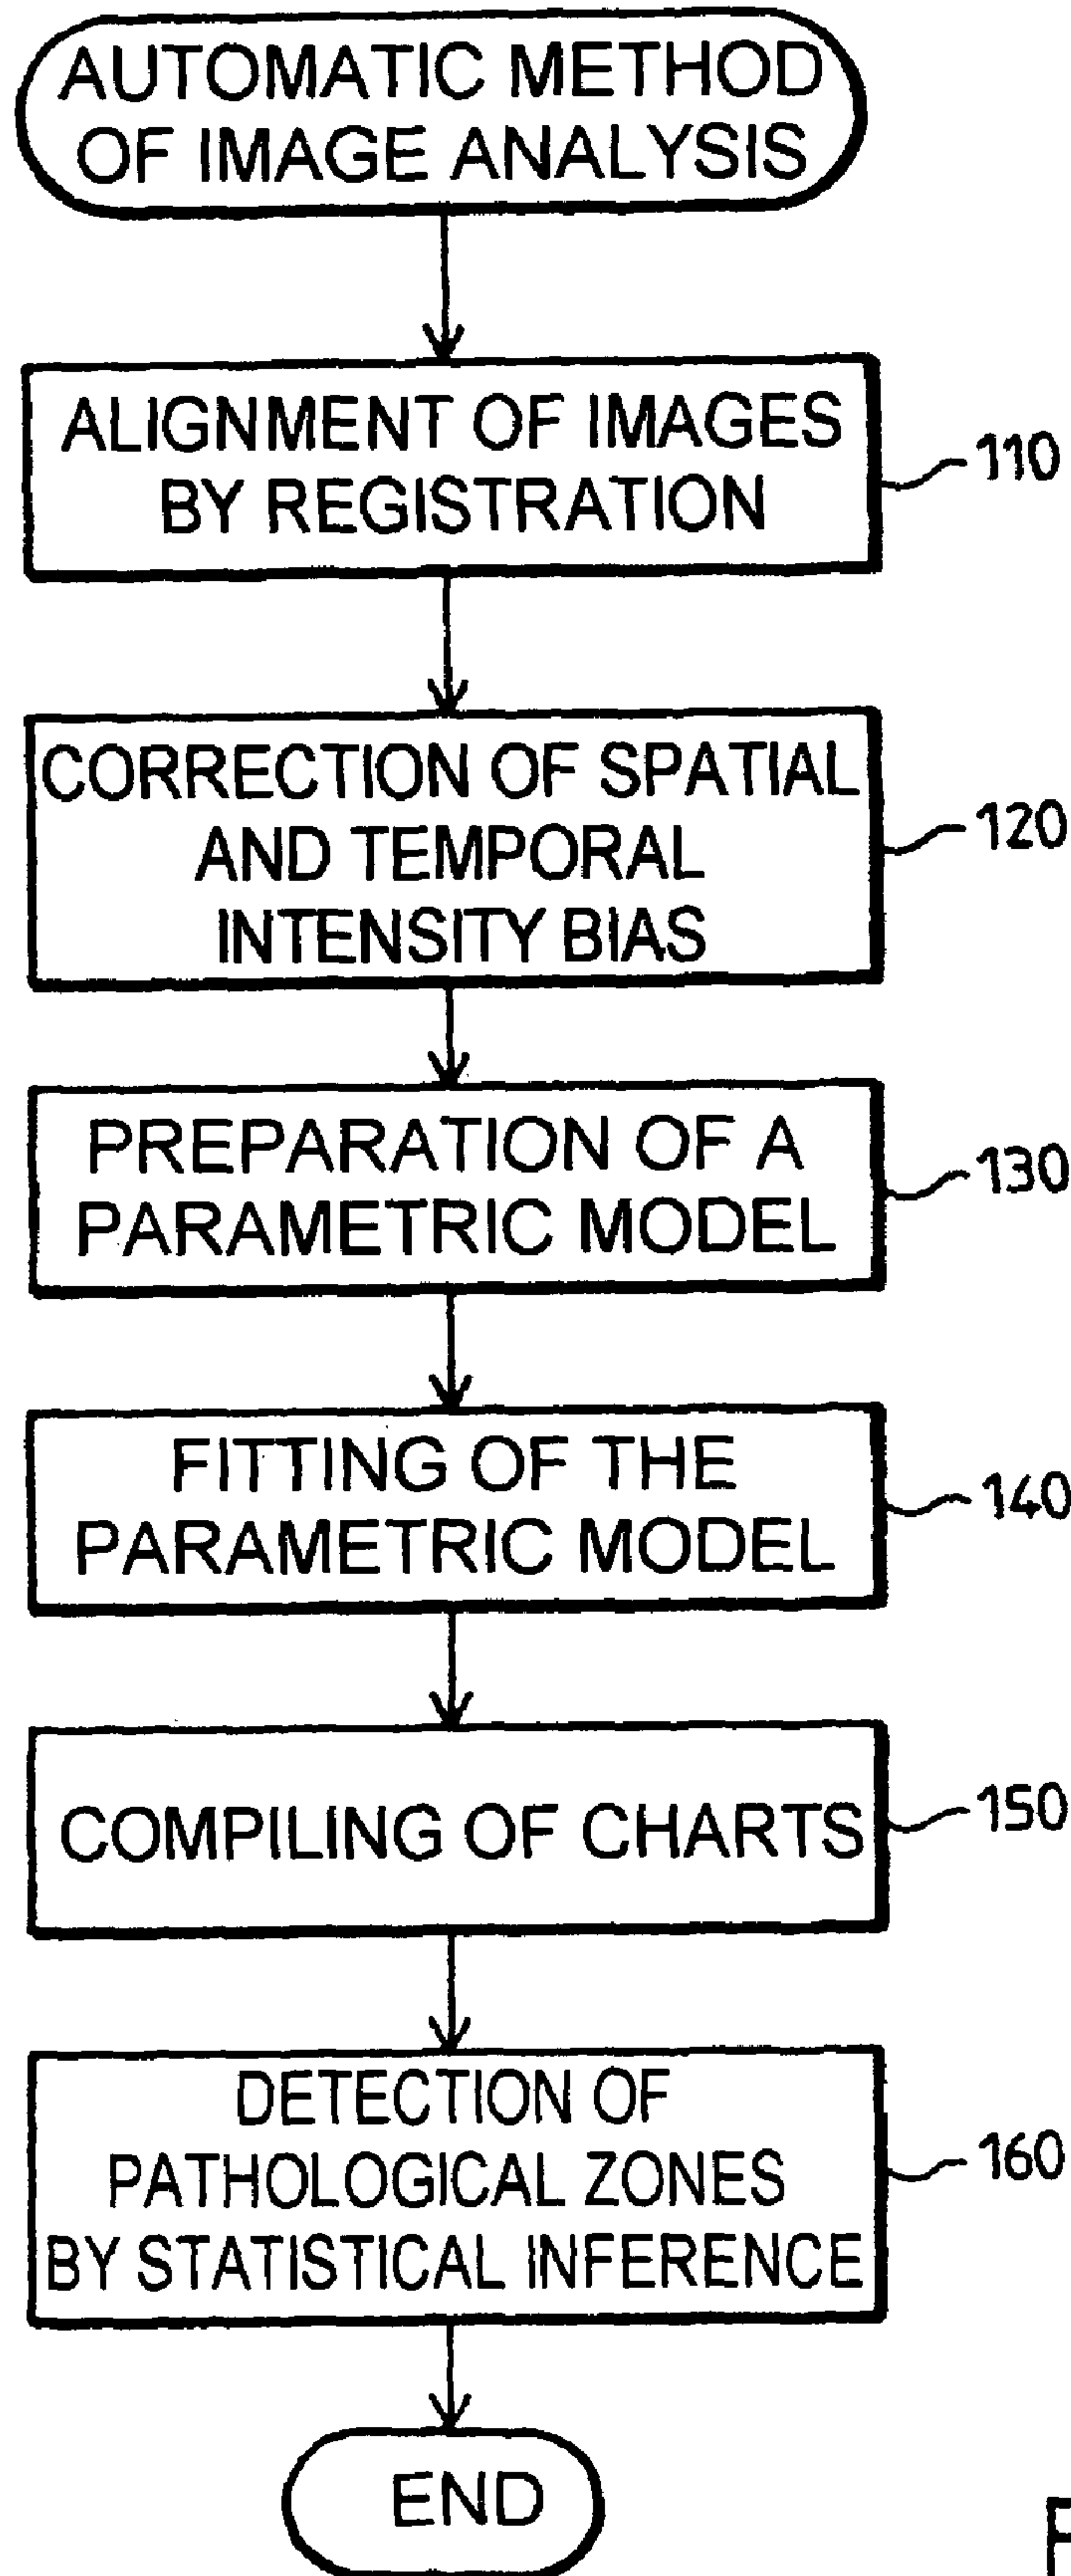 AUTOMATIC METHOD
OF IMAGE ANALYSIS
ALIGNMENT OF IMAGES
BY REGISTRATION
110
CORRECTION OF SPATIAL
AND TEMPORAL
INTENSITY BIAS
120
PREPARATION OF A
PARAMETRIC MODEL
130
FITTING OF THE
PARAMETRIC MODEL
140
COMPILING OF CHARTS
150
DETECTION OF
PATHOLOGICAL ZONES
BY STATISTICAL INFERENCE
160
END